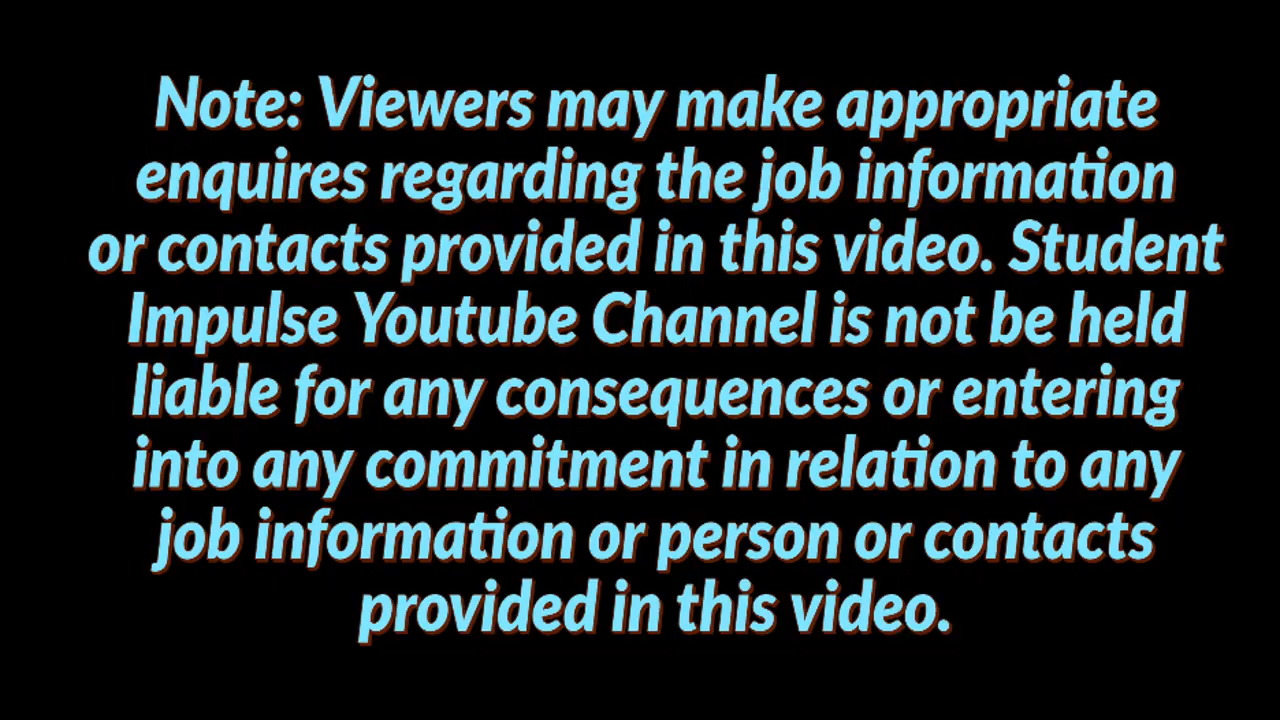 Note: Viewers may make appropriate
enquires regarding the job information
or contacts provided in this video. Student
Impulse Youtube Channel is not be held
liable for any consequences or entering
into any commitment in relation to any
job information or person or contacts
provided in this video.